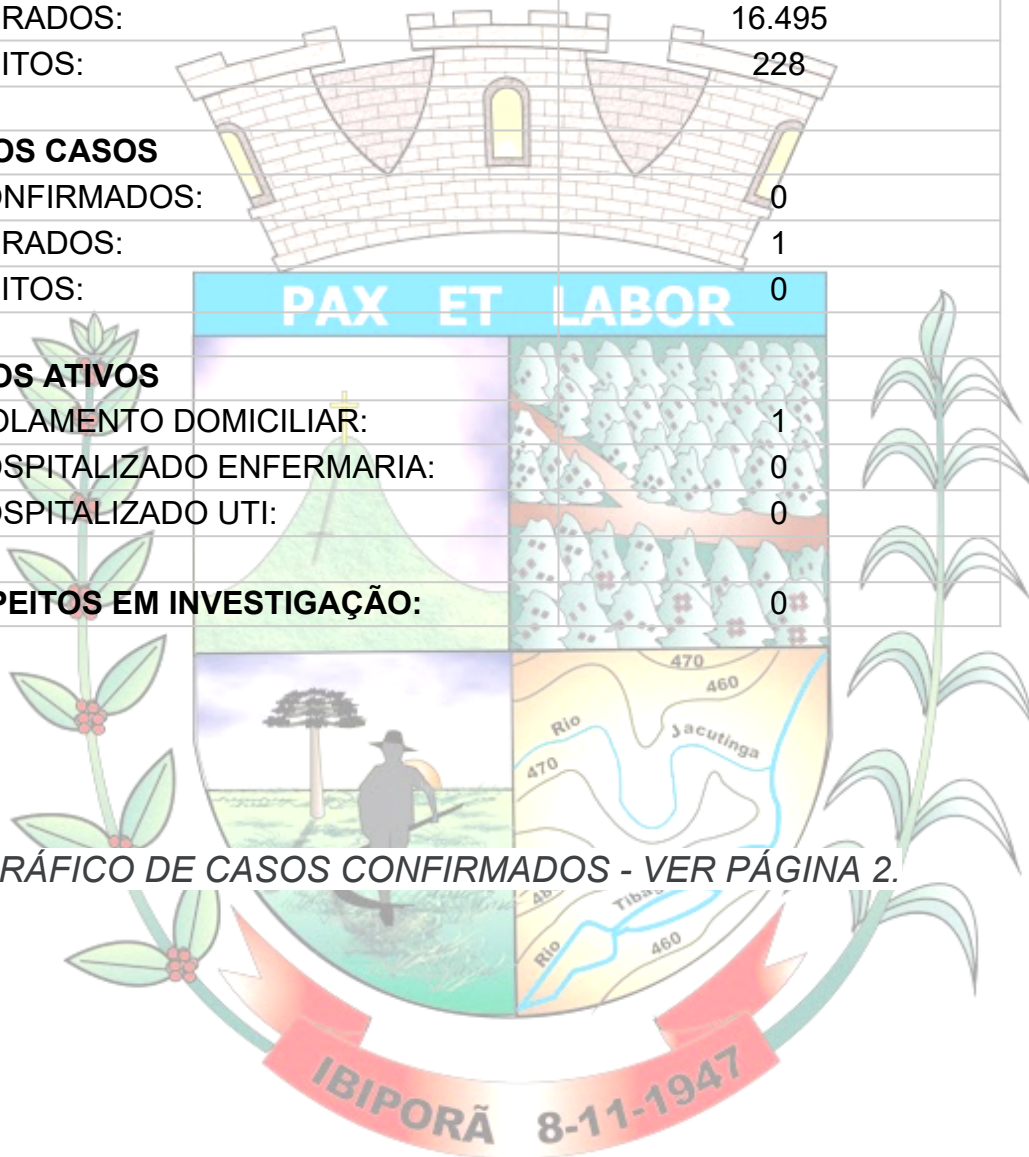 RADOS: 16.495
ITOS: 228
OS CASOS
ONFIRMADOS: 0
RADOS: 1
ITOS: 0
PAX ET LABOR
OS ATIVOS
OLAMENTO DOMICILIAR: 1
OSPITALIZADO ENFERMARIA: 0
OSPITALIZADO UTI: 0
PEITOS EM INVESTIGAÇÃO: 0
470
460
Rio Jacutinga
470
RÁFICO DE CASOS CONFIRMADOS - VER PÁGINA 2.
Rio
460
IBIPORÃ 8-11-1947